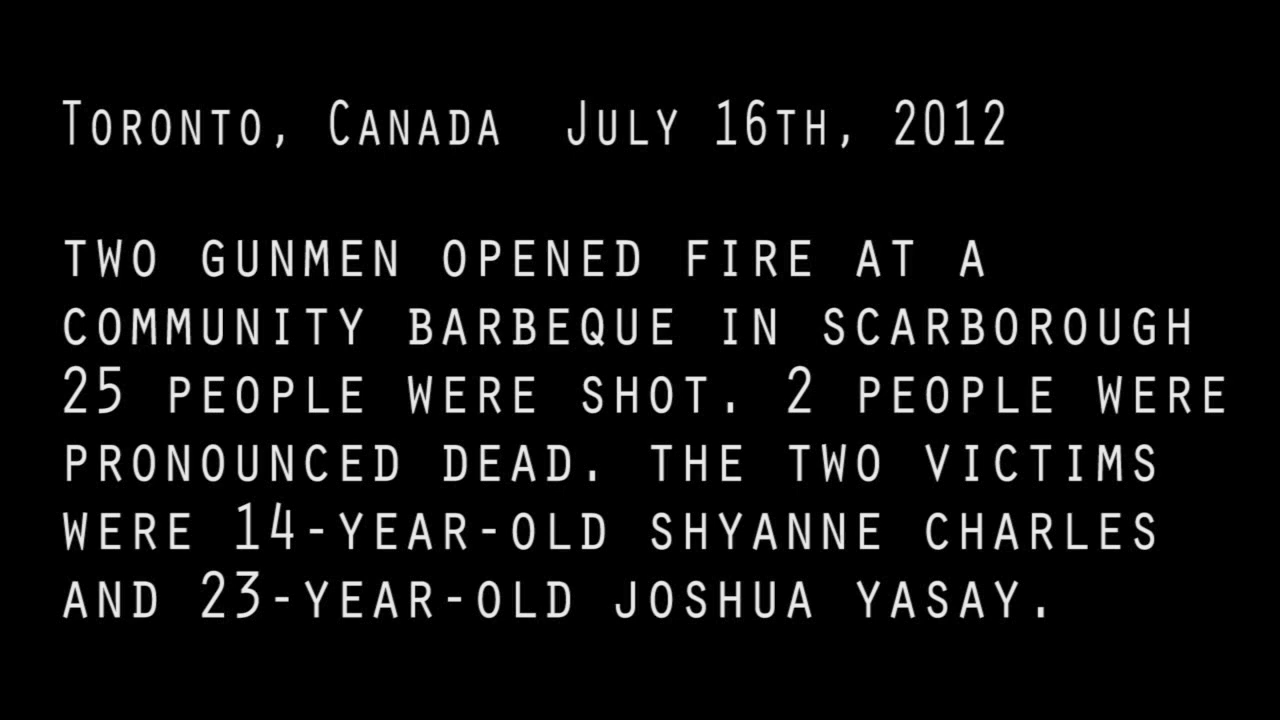 Toronto, Canada July 16th, 2012
TWO GUNMEN OPENED FIRE AT A
COMMUNITY BARBEQUE IN SCARBOROUGH
25 PEOPLE WERE SHOT. 2 PEOPLE WERE
PRONOUNCED DEAD. THE TWO VICTIMS
WERE 14-YEAR-OLD SHYANNE CHARLES
AND 23-YEAR-OLD JOSHUA YASAY.